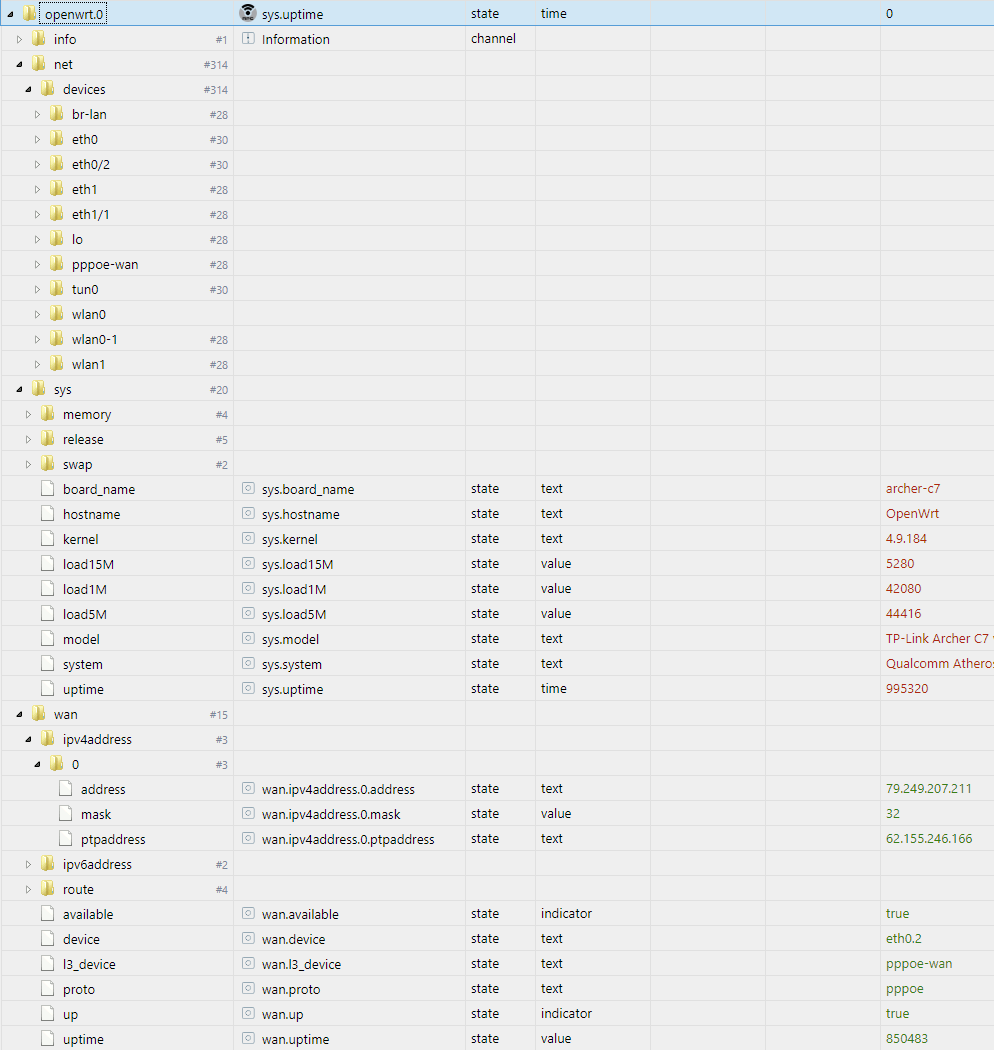 openwrt.0 sys.uptime state time 0
info #1 Information channel
net #314
devices #314
br-lan #28
eth0 #30
eth0/2 #30
eth1 #28
eth1/1 #28
lo #28
pppoe-wan #28
tun0 #30
wlan0
wlan0-1 #28
wlan1 #28
sys #20
memory #4
release #5
swap #2
board_name sys.board_name state text archer-c7
hostname sys.hostname state text OpenWrt
kernel sys.kernel state text 4.9.184
load15M sys.load15M state value 5280
load1M sys.load1M state value 42080
load5M sys.load5M state value 44416
model sys.model state text TP-Link Archer C7
system sys.system state text Qualcomm Atheros
uptime sys.uptime state time 995320
wan #15
ipv4address #3
0 #3
address wan.ipv4address.0.address state text 79.249.207.211
mask wan.ipv4address.0.mask state value 32
ptpaddress wan.ipv4address.0.ptpaddress state text 62.155.246.166
ipv6address #2
route #4
available wan.available state indicator true
device wan.device state text eth0.2
l3_device wan.l3_device state text pppoe-wan
proto wan.proto state text pppoe
up wan.up state indicator true
uptime wan.uptime state value 850483